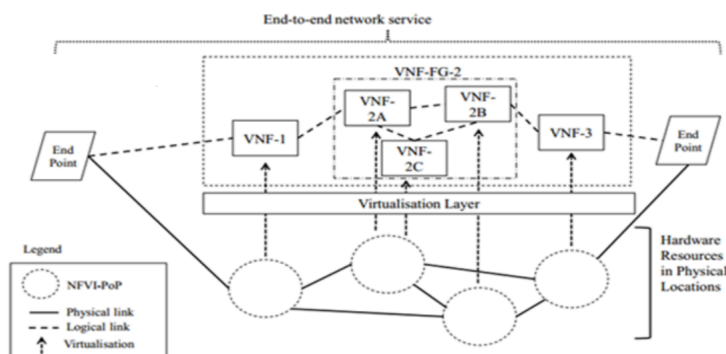 End-to-end network service
VNF-FG-2
VNF-
2A
VNF-
2B
VNF-1
VNF-3
VNF-
2C
End
Point
End
Point
Virtualisation Layer
Legend
NFVI-PoP
Physical link
Logical link
Virtualisation
Hardware
Resources
in Physical
Locations